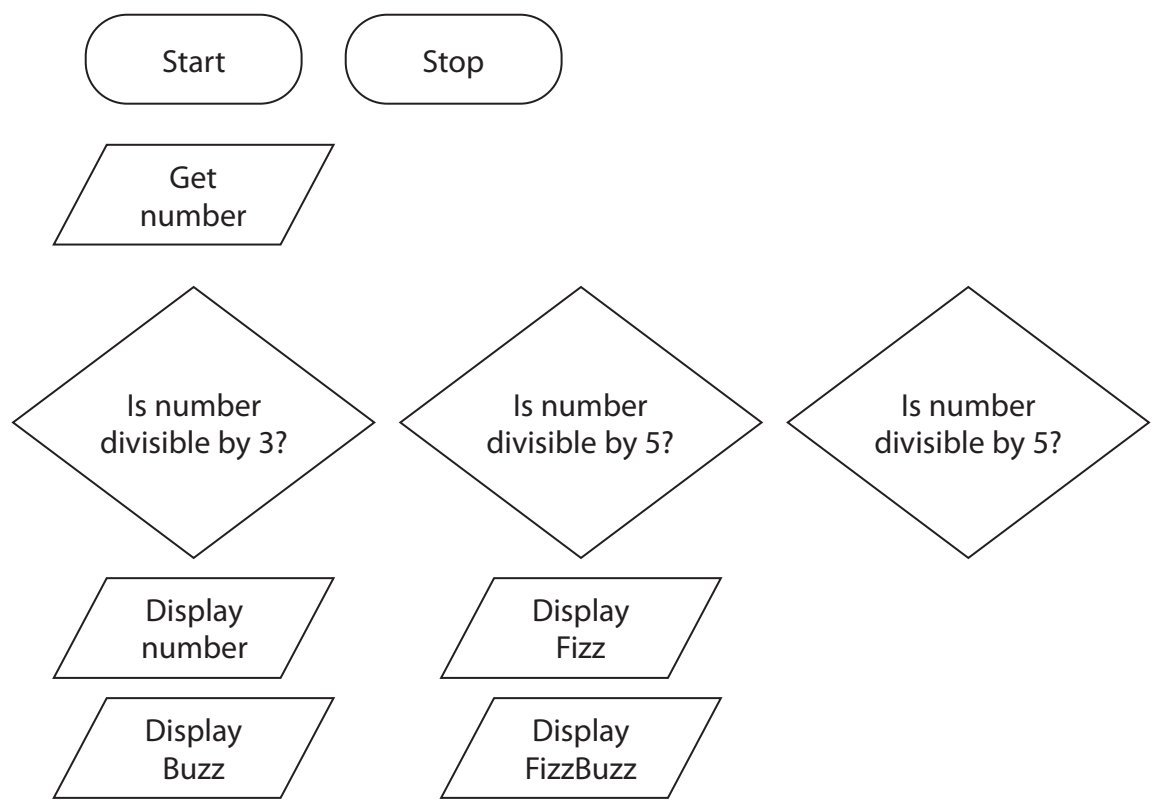 Start
Stop
Get
number
Is number
divisible by 3?
Is number
divisible by 5?
Is number
divisible by 5?
Display
number
Display
Fizz
Display
Buzz
Display
FizzBuzz